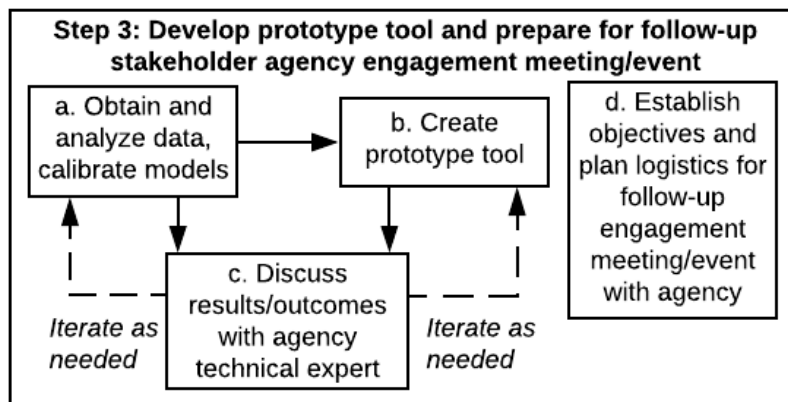 Step 3: Develop prototype tool and prepare for follow-up
stakeholder agency engagement meeting/event
a. Obtain and
analyze data,
calibrate models
b. Create
prototype tool
d. Establish
objectives and
plan logistics for
follow-up
engagement
meeting/event
with agency
c. Discuss
results/outcomes
with agency
technical expert
Iterate as
needed
Iterate as
needed